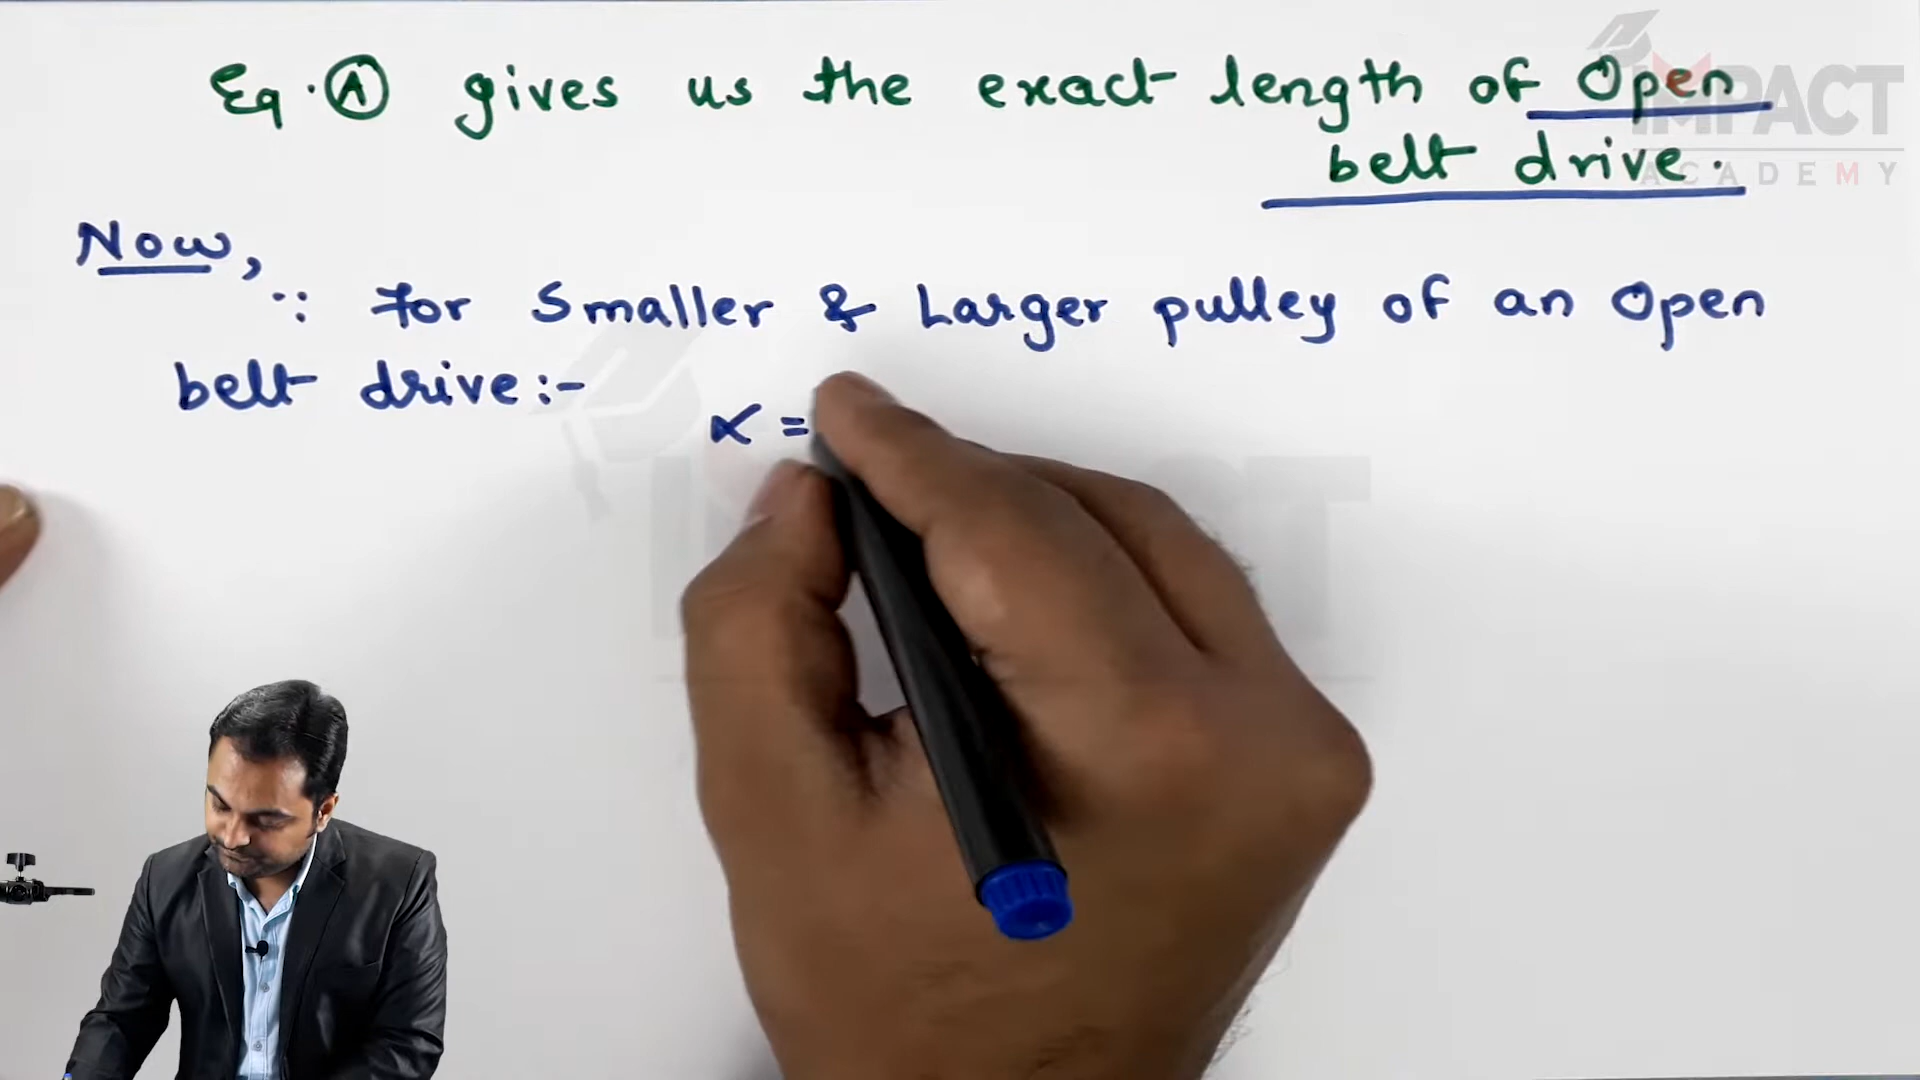 Eq. Ⓐ gives us the exact length of Open
belt drive.
Now,
∵ for Smaller & Larger pulley of an Open
belt drive:-
α =
IMPACT
ACADEMY